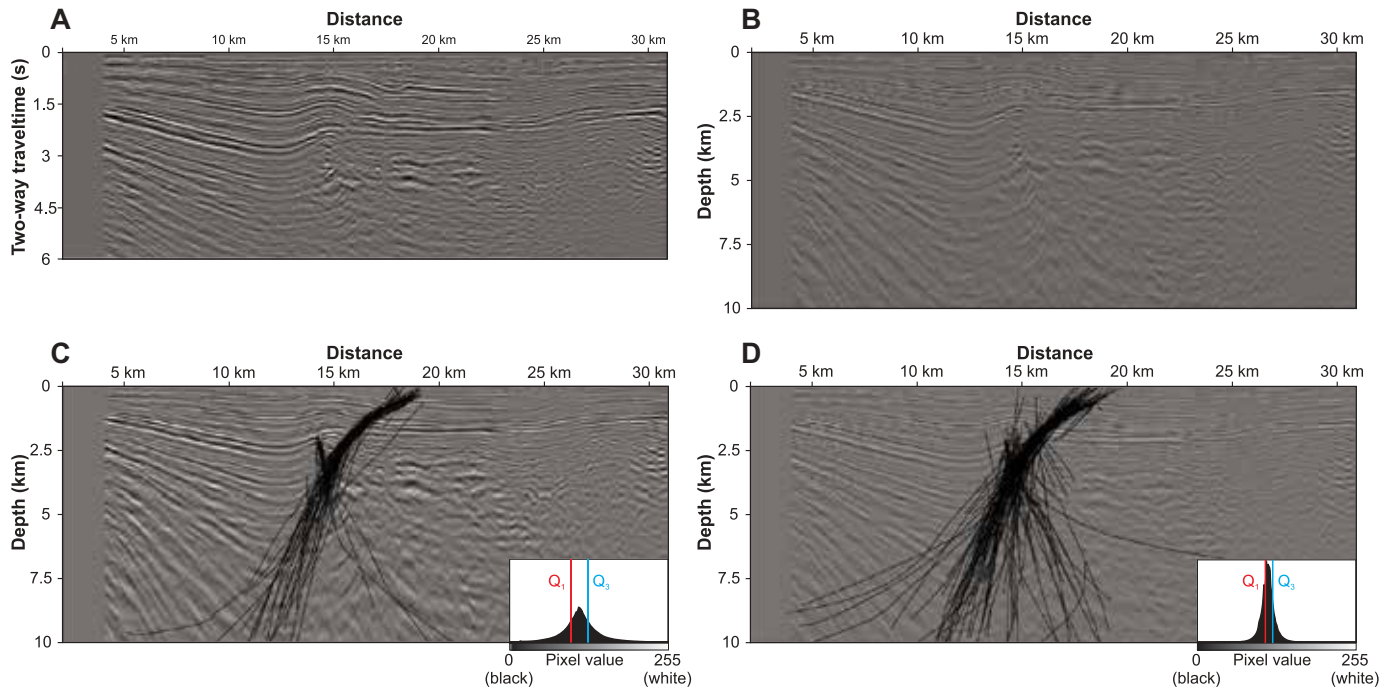 A
Distance
5 km 10 km 15 km 20 km 25 km 30 km
Two-way traveltime (s)
0
1.5
3
4.5
6
B
Distance
5 km 10 km 15 km 20 km 25 km 30 km
Depth (km)
0
2.5
5
7.5
10
C
Distance
5 km 10 km 15 km 20 km 25 km 30 km
Depth (km)
0
2.5
5
7.5
10
Q1 Q3
0 Pixel value 255
(black) (white)
D
Distance
5 km 10 km 15 km 20 km 25 km 30 km
Depth (km)
0
2.5
5
7.5
10
Q1 Q3
0 Pixel value 255
(black) (white)